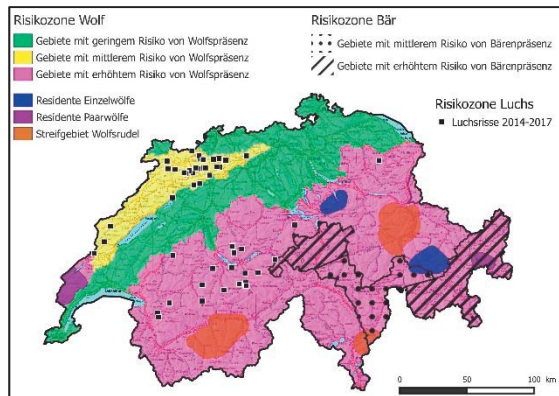 Risikozone Wolf
Gebiete mit geringem Risiko von Wolfspräsenz
Gebiete mit mittlerem Risiko von Wolfspräsenz
Gebiete mit erhöhtem Risiko von Wolfspräsenz
Residente Einzelwölfe
Residente Paarwölfe
Streifgebiet Wolfsrudel
Risikozone Bär
Gebiete mit mittlerem Risiko von Bärenpräsenz
Gebiete mit erhöhtem Risiko von Bärenpräsenz
Risikozone Luchs
Luchsrisse 2014-2017
0 50 100 km